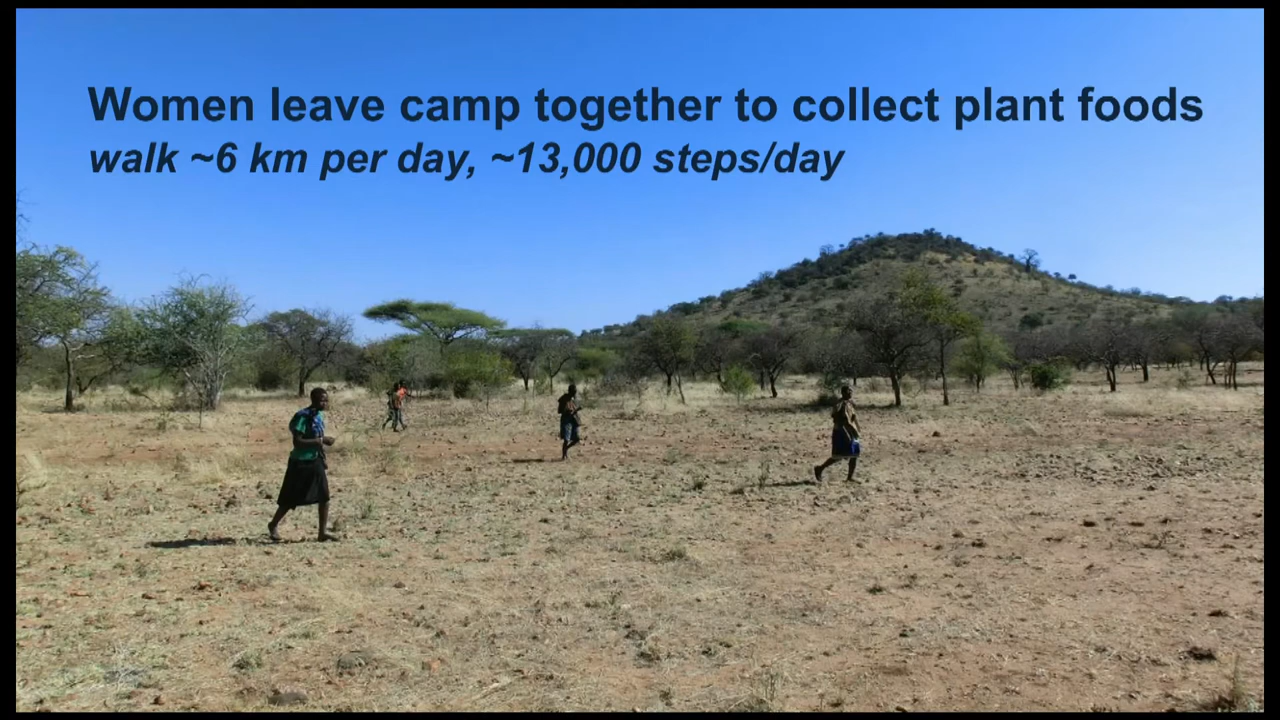 Women leave camp together to collect plant foods
walk ~6 km per day, ~13,000 steps/day